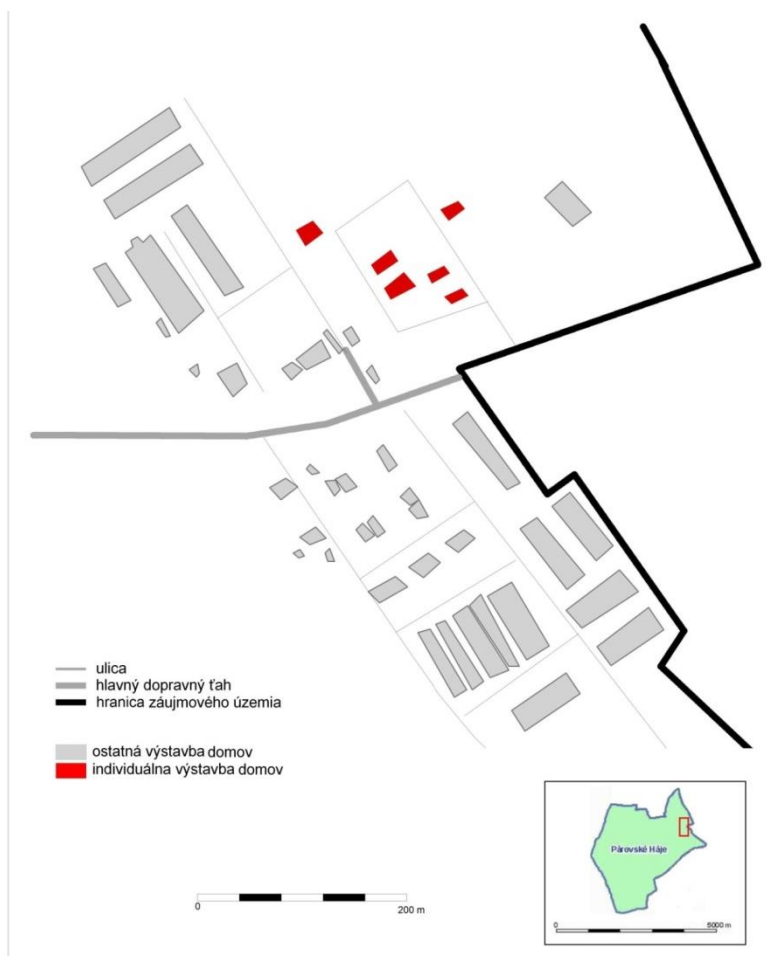 ulica
hlavný dopravný ťah
hranica záujmového územia
ostatná výstavba domov
individuálna výstavba domov
Párovské Háje
0 5000 m
0 200 m